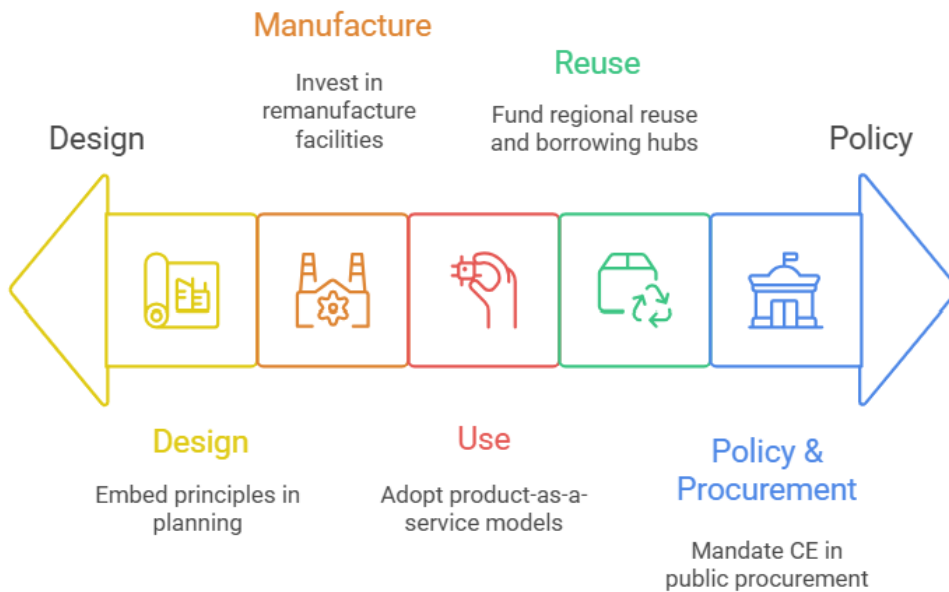 Manufacture
Invest in
remanufacture
facilities
Reuse
Fund regional reuse
and borrowing hubs
Design
Policy
Design
Embed principles in
planning
Use
Adopt product-as-a-
service models
Policy &
Procurement
Mandate CE in
public procurement